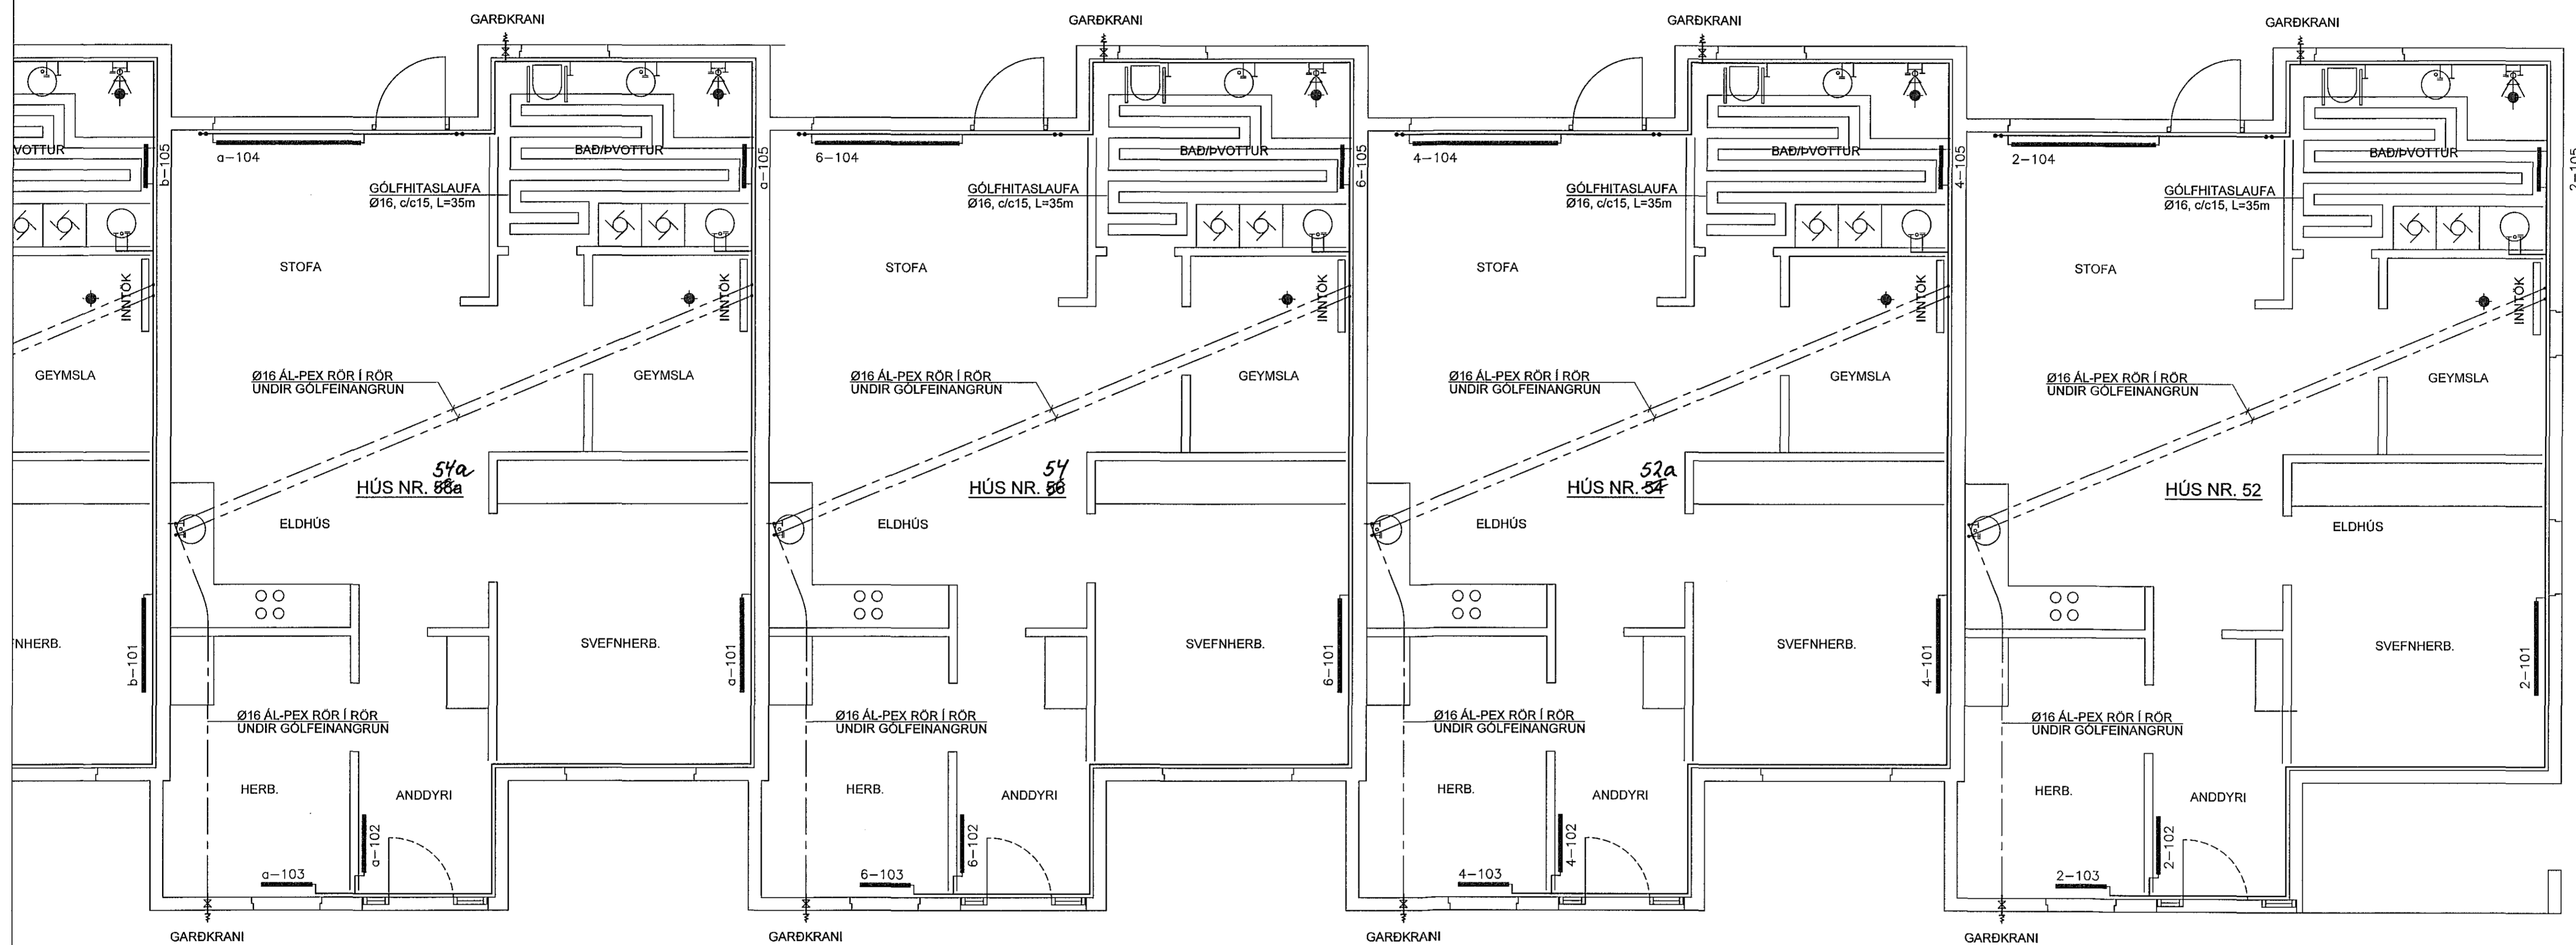 GARÐKRANI
GARÐKRANI
GARÐKRANI
GARÐKRANI
VOTTUR
b-105
a-104
BAÐ/ÞVOTTUR
a-105
6-104
BAÐ/ÞVOTTUR
6-105
4-104
BAÐ/ÞVOTTUR
4-105
2-104
BAÐ/ÞVOTTUR
2-105
GÓLFHITASLAUFA
Ø16, c/c15, L=35m
GÓLFHITASLAUFA
Ø16, c/c15, L=35m
GÓLFHITASLAUFA
Ø16, c/c15, L=35m
GÓLFHITASLAUFA
Ø16, c/c15, L=35m
STOFA
STOFA
STOFA
STOFA
INNTÖK
INNTÖK
INNTÖK
INNTÖK
INNTÖK
GEYMSLA
Ø16 ÁL-PEX RÖR Í RÖR
UNDIR GÓLFEINANGRUN
GEYMSLA
Ø16 ÁL-PEX RÖR Í RÖR
UNDIR GÓLFEINANGRUN
GEYMSLA
Ø16 ÁL-PEX RÖR Í RÖR
UNDIR GÓLFEINANGRUN
GEYMSLA
Ø16 ÁL-PEX RÖR Í RÖR
UNDIR GÓLFEINANGRUN
GEYMSLA
54a
HÚS NR.
54
HÚS NR. 56
52a
HÚS NR. 54
HÚS NR. 52
ELDHÚS
ELDHÚS
ELDHÚS
ELDHÚS
FNHERB.
b-101
SVEFNHERB.
a-101
SVEFNHERB.
6-101
SVEFNHERB.
4-101
SVEFNHERB.
2-101
Ø16 ÁL-PEX RÖR Í RÖR
UNDIR GÓLFEINANGRUN
Ø16 ÁL-PEX RÖR Í RÖR
UNDIR GÓLFEINANGRUN
Ø16 ÁL-PEX RÖR Í RÖR
UNDIR GÓLFEINANGRUN
Ø16 ÁL-PEX RÖR Í RÖR
UNDIR GÓLFEINANGRUN
HERB.
ANDDYRI
HERB.
ANDDYRI
HERB.
ANDDYRI
HERB.
ANDDYRI
a-103
a-102
6-103
6-102
4-103
4-102
2-103
2-102
GARÐKRANI
GARÐKRANI
GARÐKRANI
GARÐKRANI